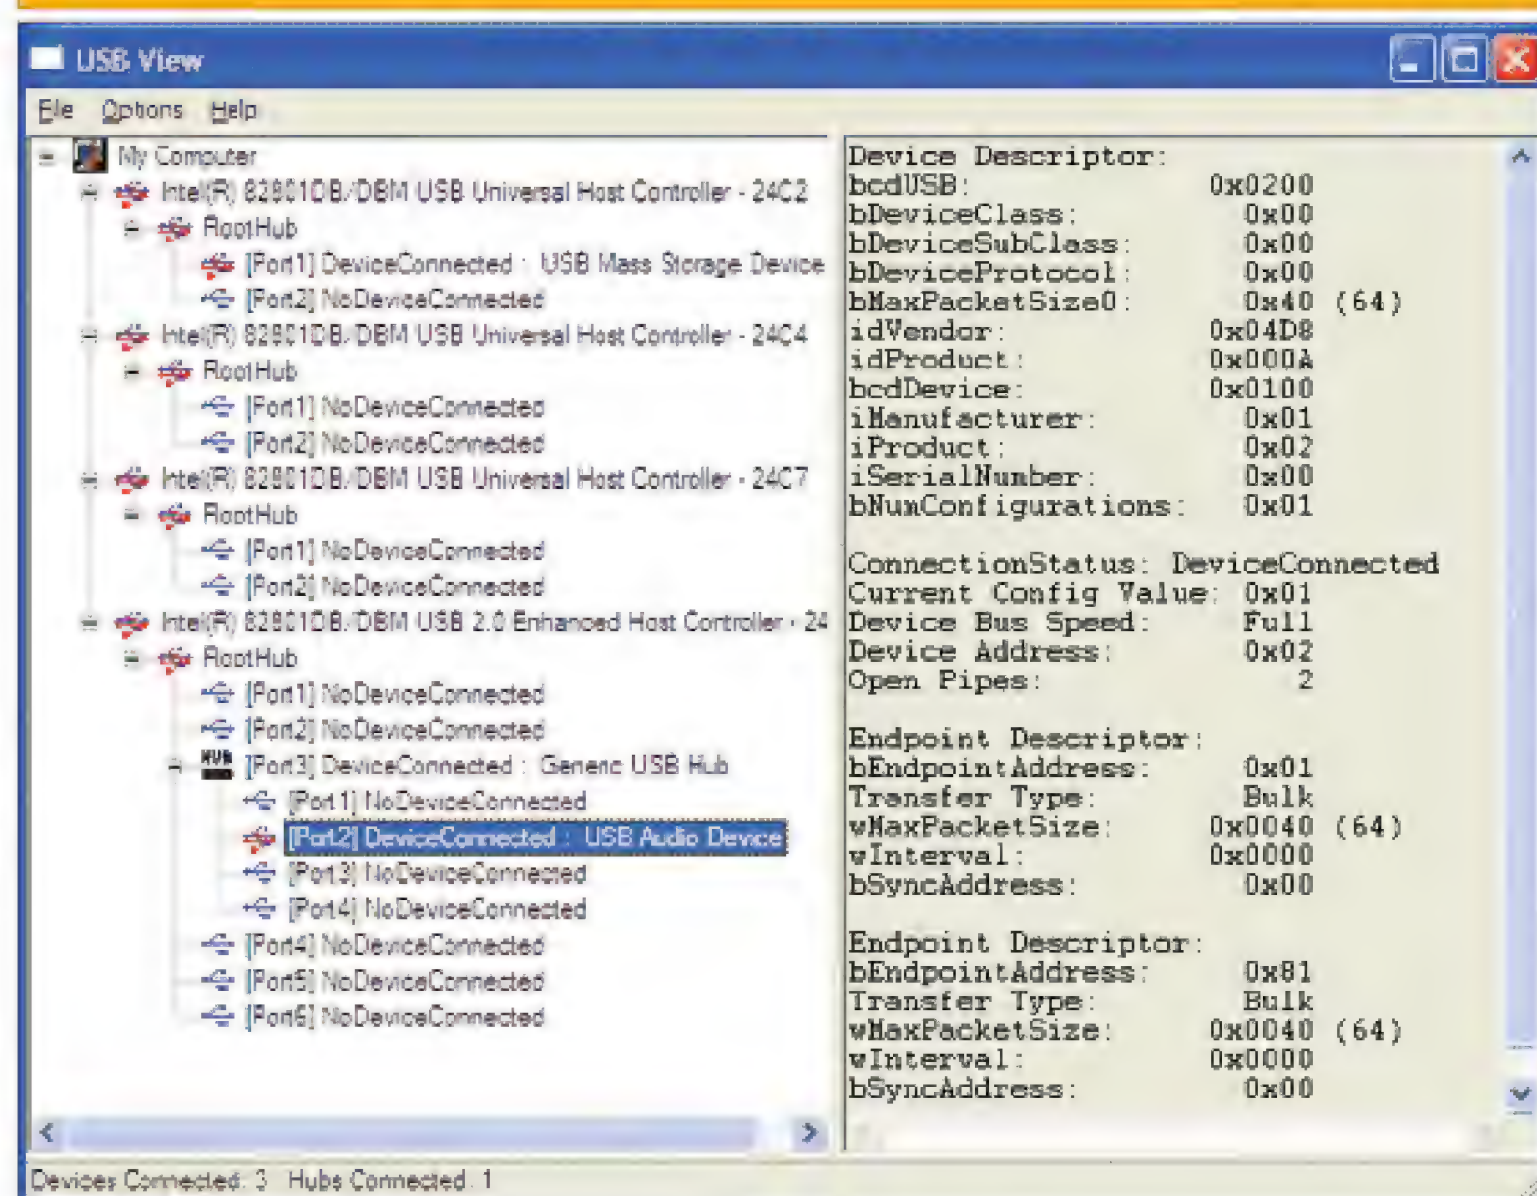 USB View
File Options Help
My Computer
Intel(R) 82801DB/DBM USB Universal Host Controller - 24C2
RootHub
[Port1] DeviceConnected : USB Mass Storage Device
[Port2] NoDeviceConnected
Intel(R) 82801DB/DBM USB Universal Host Controller - 24C4
RootHub
[Port1] NoDeviceConnected
[Port2] NoDeviceConnected
Intel(R) 82801DB/DBM USB Universal Host Controller - 24C7
RootHub
[Port1] NoDeviceConnected
[Port2] NoDeviceConnected
Intel(R) 82801DB/DBM USB 2.0 Enhanced Host Controller - 24
RootHub
[Port1] NoDeviceConnected
[Port2] NoDeviceConnected
HUB [Port3] DeviceConnected : Generic USB Hub
[Port1] NoDeviceConnected
[Port2] DeviceConnected : USB Audio Device
[Port3] NoDeviceConnected
[Port4] NoDeviceConnected
[Port4] NoDeviceConnected
[Port5] NoDeviceConnected
[Port6] NoDeviceConnected
Device Descriptor:
bcdUSB: 0x0200
bDeviceClass: 0x00
bDeviceSubClass: 0x00
bDeviceProtocol: 0x00
bMaxPacketSize0: 0x40 (64)
idVendor: 0x04D8
idProduct: 0x000A
bcdDevice: 0x0100
iManufacturer: 0x01
iProduct: 0x02
iSerialNumber: 0x00
bNumConfigurations: 0x01
ConnectionStatus: DeviceConnected
Current Config Value: 0x01
Device Bus Speed: Full
Device Address: 0x02
Open Pipes: 2
Endpoint Descriptor:
bEndpointAddress: 0x01
Transfer Type: Bulk
wMaxPacketSize: 0x0040 (64)
wInterval: 0x0000
bSyncAddress: 0x00
Endpoint Descriptor:
bEndpointAddress: 0x81
Transfer Type: Bulk
wMaxPacketSize: 0x0040 (64)
wInterval: 0x0000
bSyncAddress: 0x00
Devices Connected: 3 Hubs Connected: 1